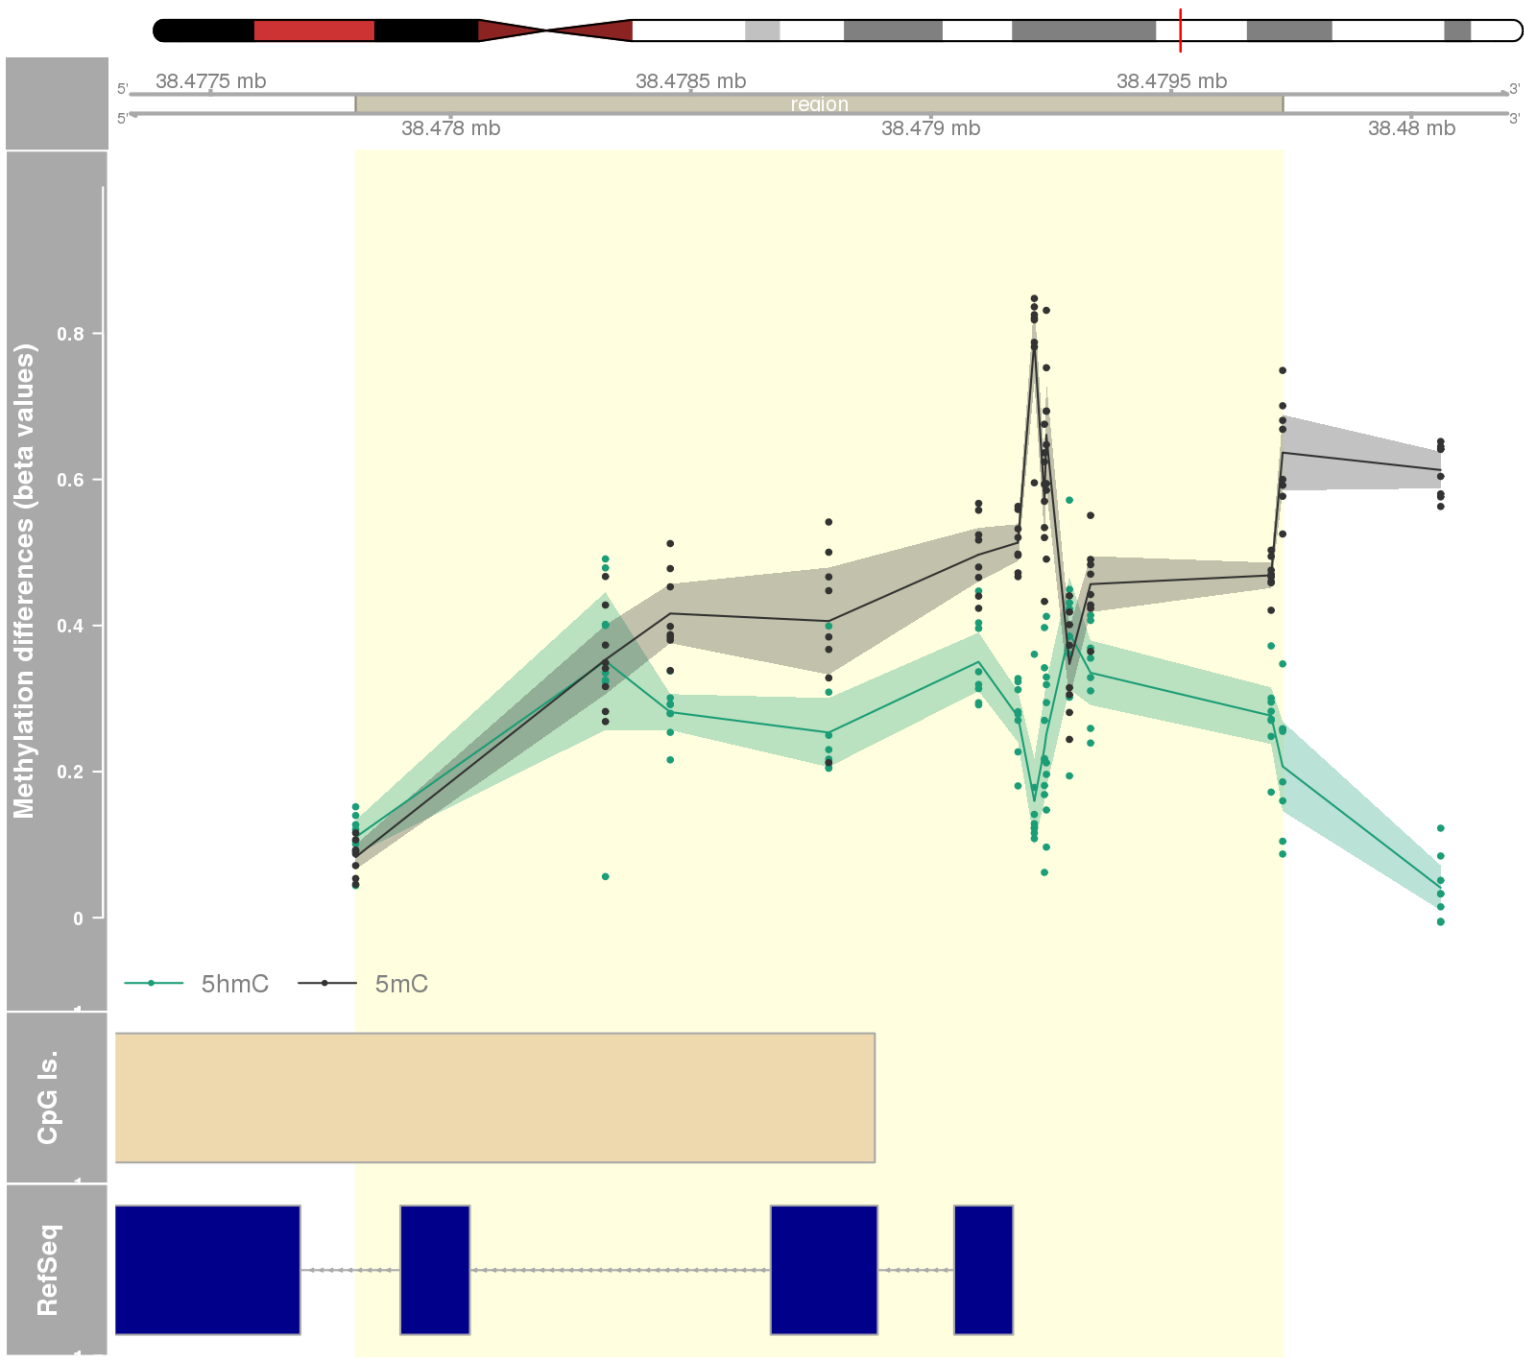 38.4775 mb 38.4785 mb 38.4795 mb
5' 3'
region
5' 3'
38.478 mb 38.479 mb 38.48 mb
Methylation differences (beta values)
0.8
0.6
0.4
0.2
0
5hmC 5mC
CpG Is.
RefSeq